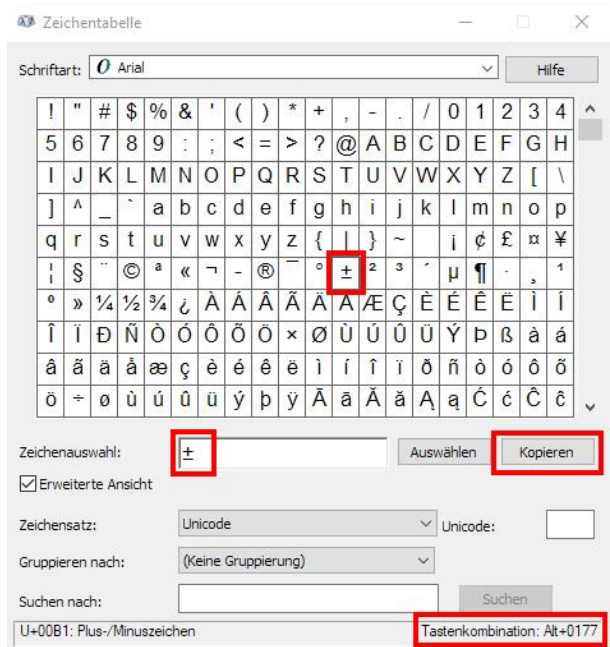 Zeichentabelle
Schriftart: O Arial Hilfe
! " # $ % & ' ( ) * + , - . / 0 1 2 3 4
5 6 7 8 9 : ; < = > ? @ A B C D E F G H
I J K L M N O P Q R S T U V W X Y Z [ \
] ^ _ ` a b c d e f g h i j k l m n o p
q r s t u v w x y z { | } ~ ¡ ¢ £ ¤ ¥
¦ § ¨ © ª « ¬ - ® ¯ ° ± ² ³ ´ µ ¶ · ¸ ¹
º » ¼ ½ ¾ ¿ À Á Â Ã Ä Å Æ Ç È É Ê Ë Ì Í
Î Ï Ð Ñ Ò Ó Ô Õ Ö × Ø Ù Ú Û Ü Ý Þ ß à á
â ã ä å æ ç è é ê ë ì í î ï ð ñ ò ó ô õ
ö ÷ ø ù ú û ü ý þ ÿ Ā ā Ă ă Ą ą Ć ć Ĉ ĉ
Zeichenauswahl: ± Auswählen Kopieren
Erweiterte Ansicht
Zeichensatz: Unicode Unicode:
Gruppieren nach: (Keine Gruppierung)
Suchen nach: Suchen
U+00B1: Plus-/Minuszeichen Tastenkombination: Alt+0177